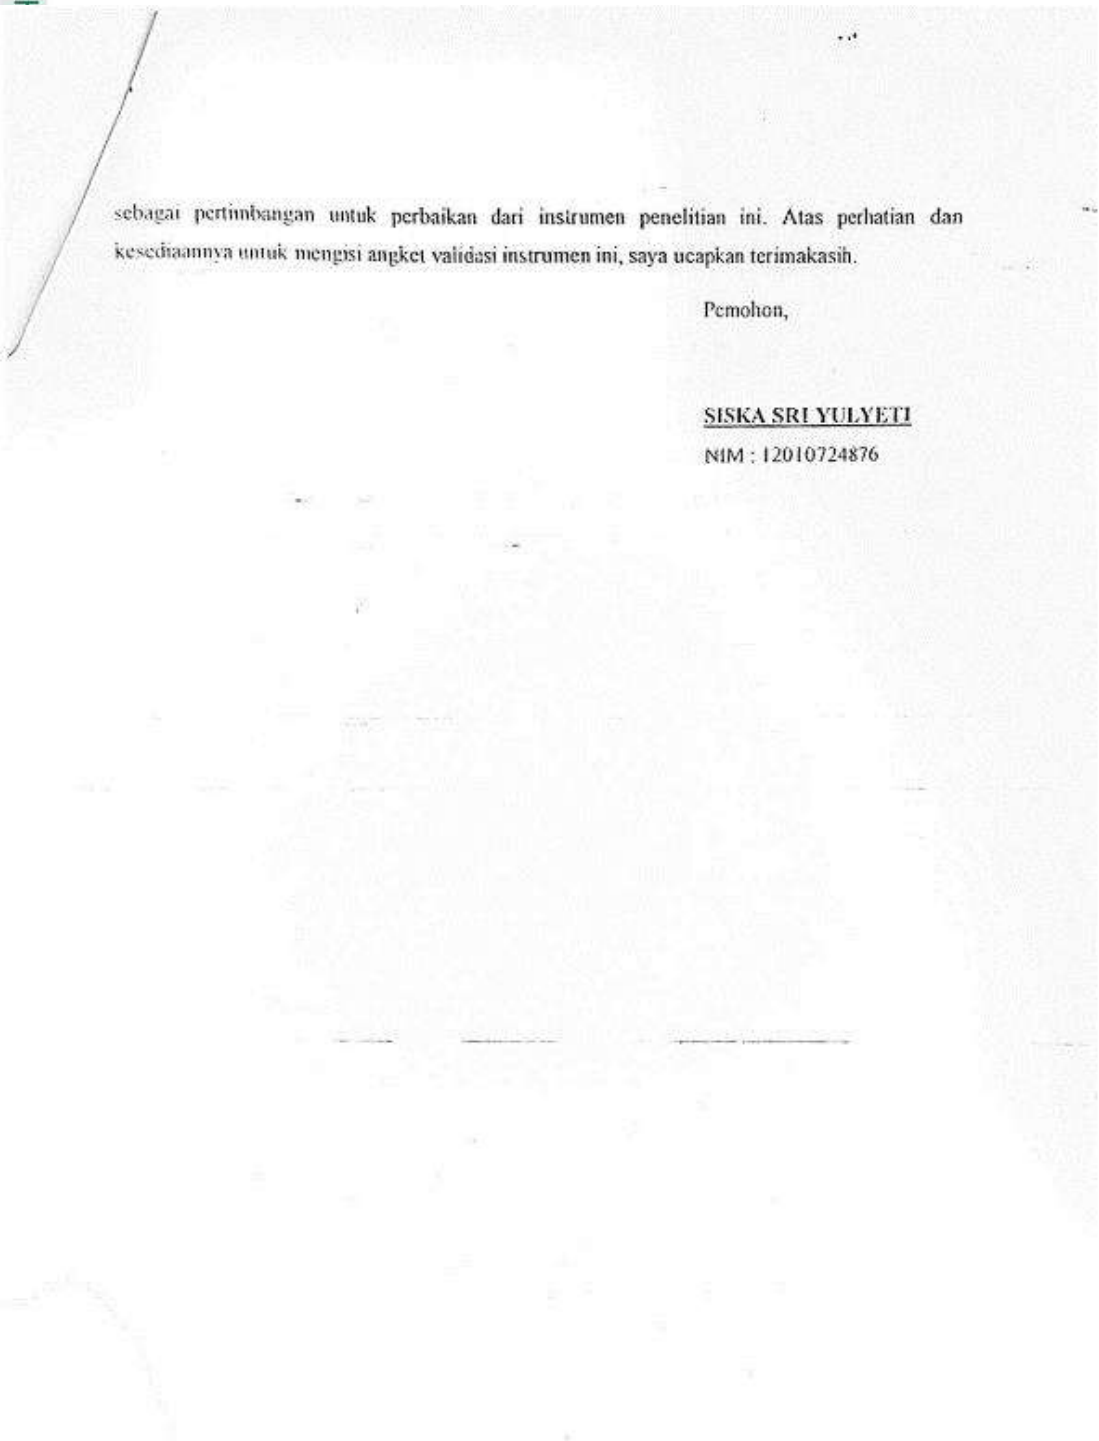 sebagai pertimbangan untuk perbaikan dari instrumen penelitian ini. Atas perhatian dan
kesediaannya untuk mengisi angket validasi instrumen ini, saya ucapkan terimakasih.
Pemohon,
SISKA SRI YULYETI
NIM : 12010724876